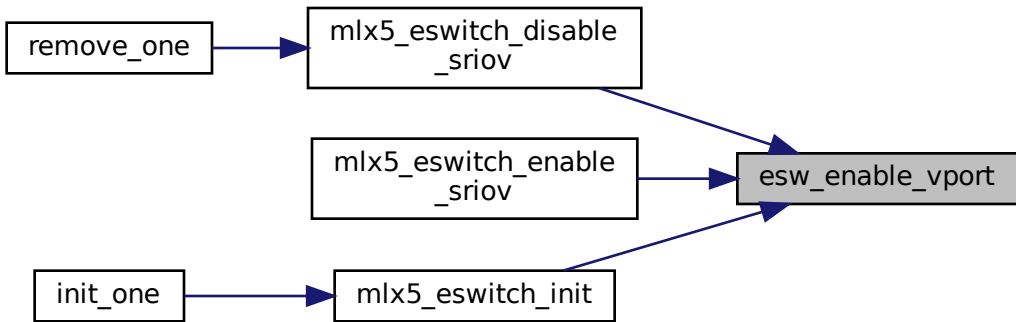 remove_one
mlx5_eswitch_disable
_sriov
mlx5_eswitch_enable
_sriov
esw_enable_vport
init_one
mlx5_eswitch_init